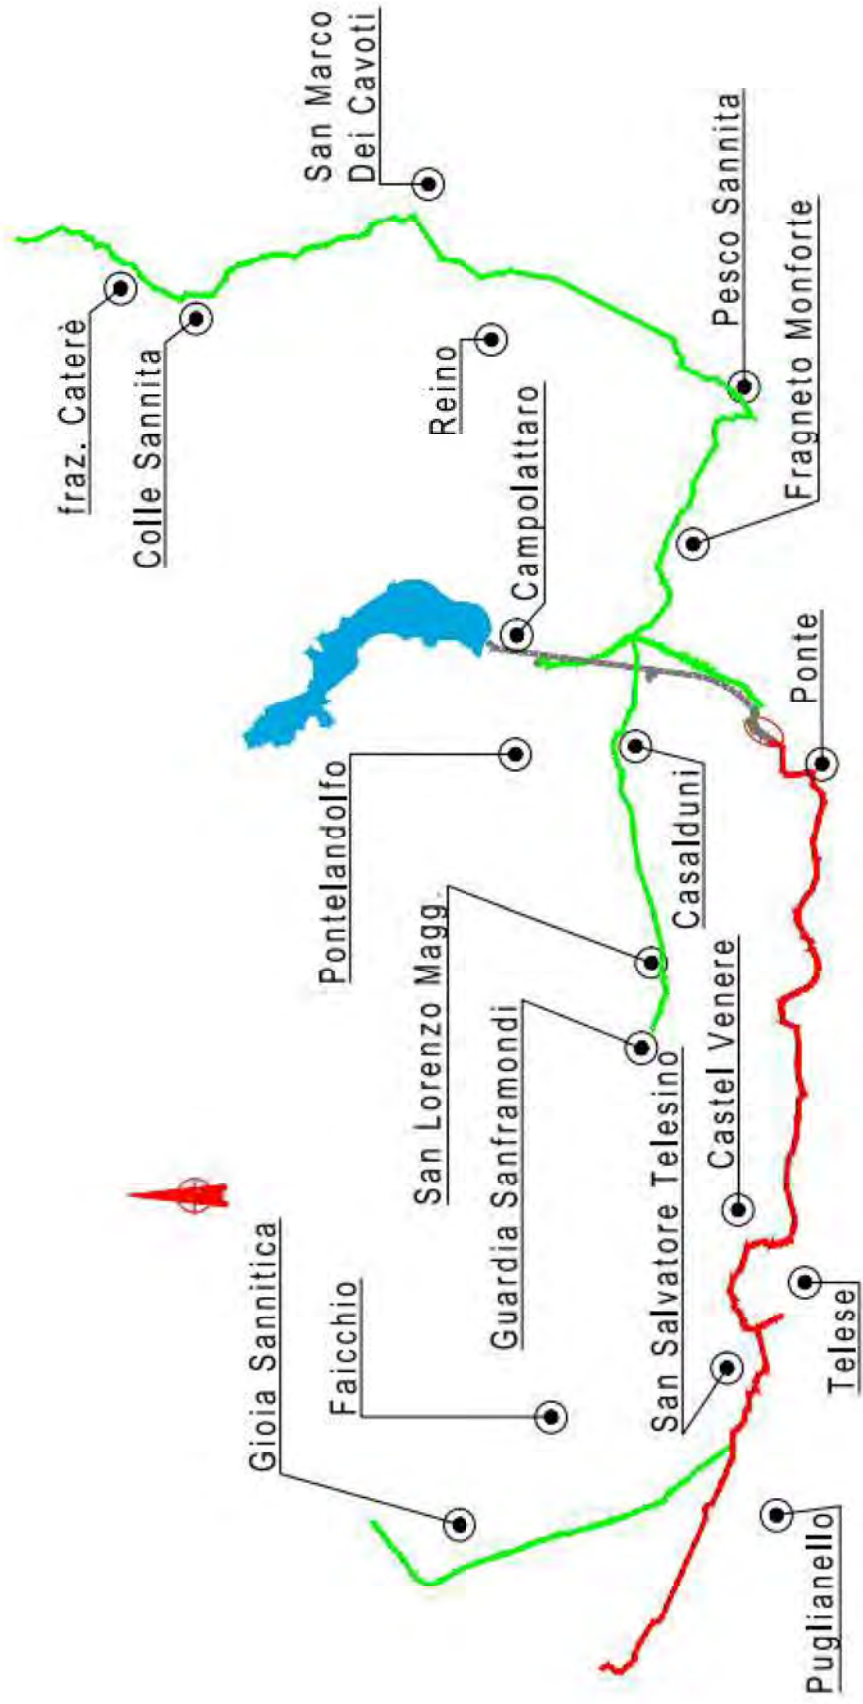 fraz. Caterè
Colle Sannita
San Marco
Dei Cavoti
Reino
Campolattaro
Pesco Sannita
Fragneto Monforte
Pontelandolfo
Casalduni
Ponte
San Lorenzo Magg.
Guardia Sanframondi
San Salvatore Telesino
Castel Venere
Gioia Sannitica
Faicchio
Telese
Puglianello